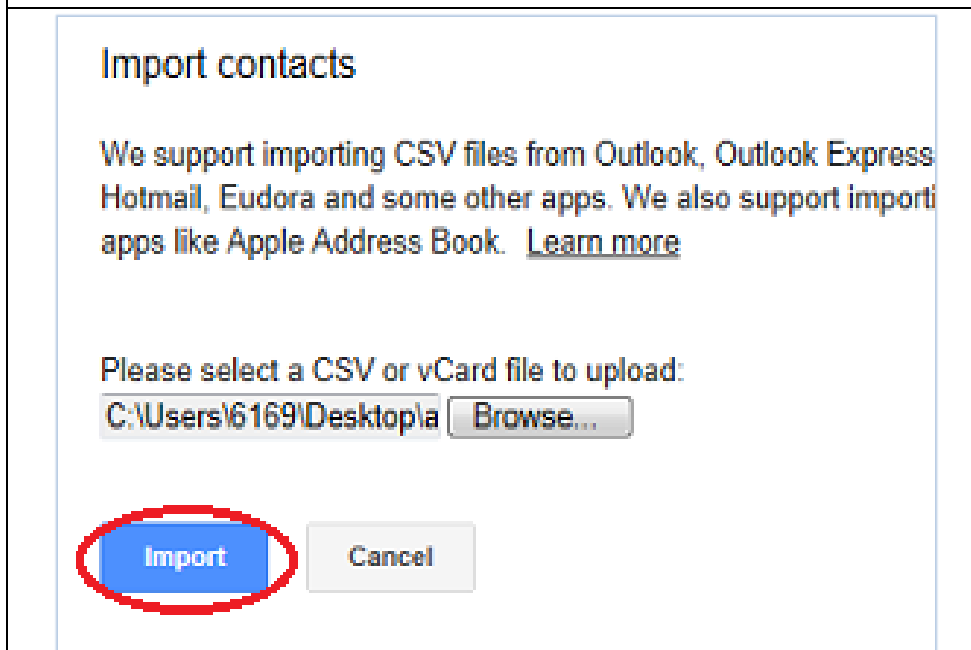 Import contacts
We support importing CSV files from Outlook, Outlook Express
Hotmail, Eudora and some other apps. We also support importi
apps like Apple Address Book. Learn more
Please select a CSV or vCard file to upload:
C:\Users\6169\Desktop\a Browse...
Import Cancel